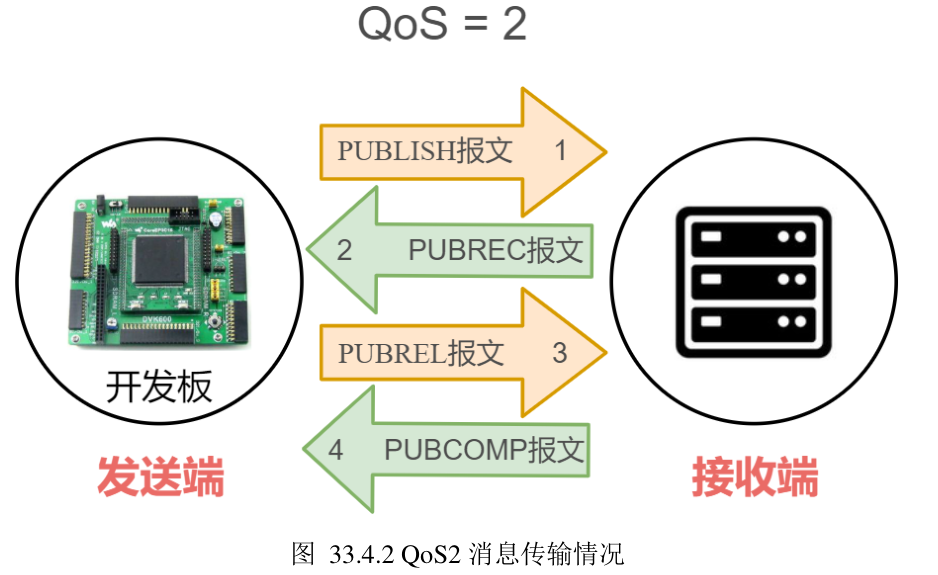 QoS = 2
PUBLISH报文 1
2 PUBREC报文
PUBREL报文 3
4 PUBCOMP报文
DVK600
开发板
发送端
接收端
图 33.4.2 QoS2 消息传输情况